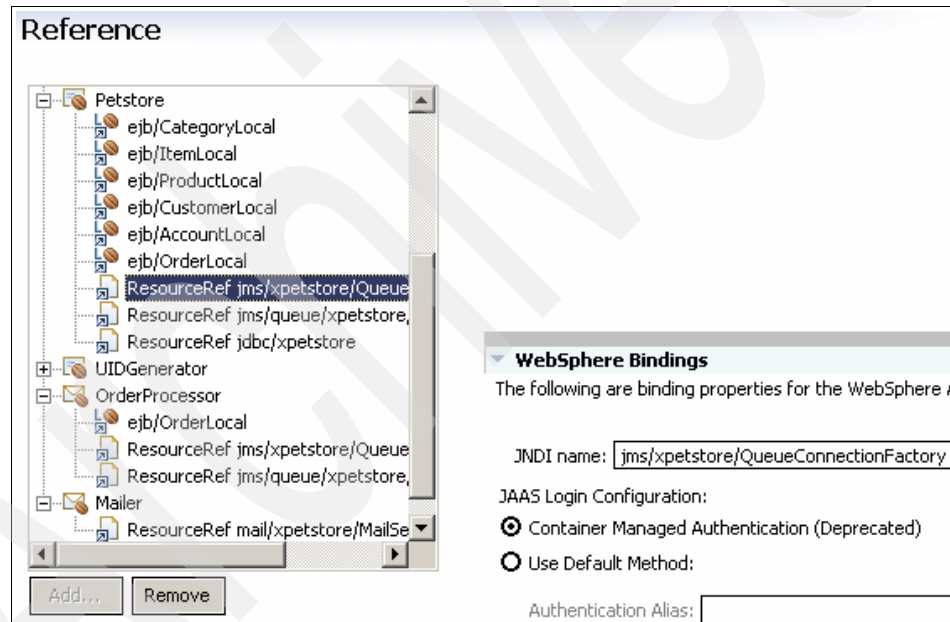 Reference
Petstore
ejb/CategoryLocal
ejb/ItemLocal
ejb/ProductLocal
ejb/CustomerLocal
ejb/AccountLocal
ejb/OrderLocal
ResourceRef jms/xpetstore/Queue
ResourceRef jms/queue/xpetstore,
ResourceRef jdbc/xpetstore
UIDGenerator
OrderProcessor
ejb/OrderLocal
ResourceRef jms/xpetstore/Queue
ResourceRef jms/queue/xpetstore,
Mailer
ResourceRef mail/xpetstore/MailSe
Add...
Remove
WebSphere Bindings
The following are binding properties for the WebSphere
JNDI name: jms/xpetstore/QueueConnectionFactory
JAAS Login Configuration:
Container Managed Authentication (Deprecated)
Use Default Method:
Authentication Alias: